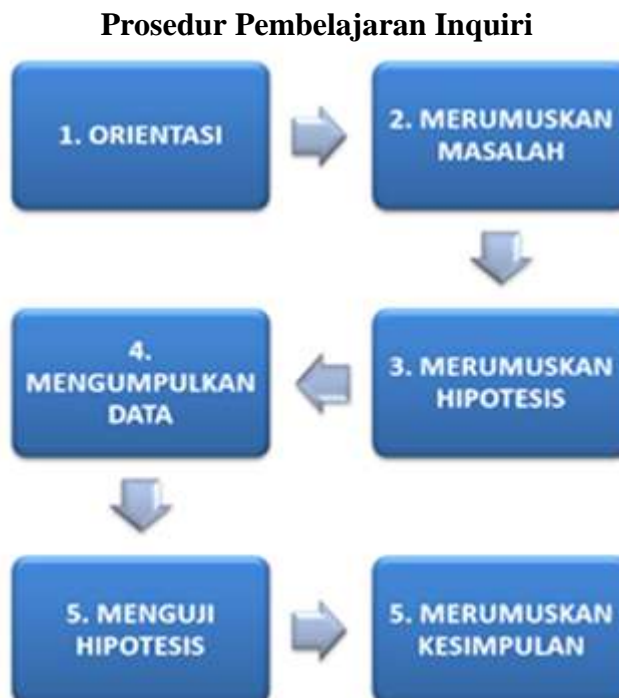 Prosedur Pembelajaran Inquiri
1. ORIENTASI
2. MERUMUSKAN
MASALAH
3. MERUMUSKAN
HIPOTESIS
4.
MENGUMPULKAN
DATA
5. MENGUJI
HIPOTESIS
5. MERUMUSKAN
KESIMPULAN